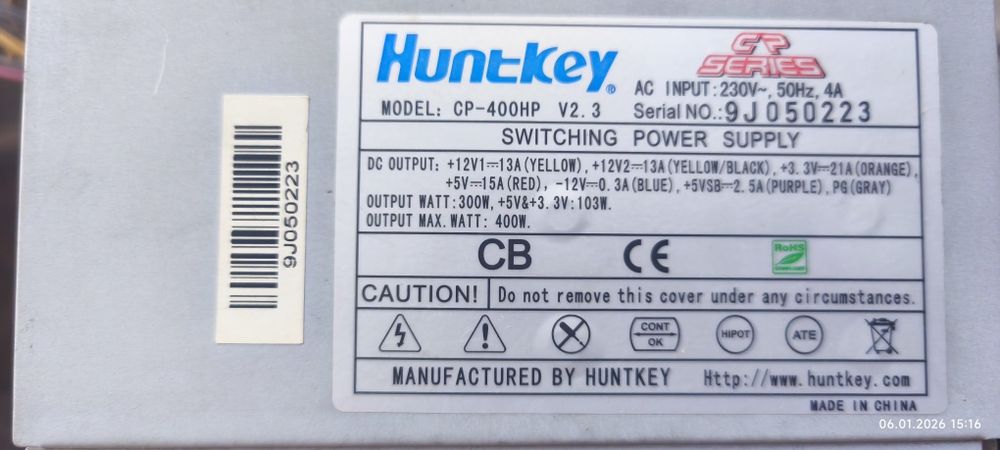 HUNTKEY®
CP SERIES
AC INPUT:230V~, 50Hz, 4A
MODEL: CP-400HP V2.3
Serial NO.:9J050223
SWITCHING POWER SUPPLY
DC OUTPUT: +12V1⎓13A(YELLOW), +12V2⎓13A(YELLOW/BLACK), +3.3V⎓21A(ORANGE),
+5V⎓15A(RED), -12V⎓0.3A(BLUE), +5VSB⎓2.5A(PURPLE), PG(GRAY)
OUTPUT WATT:300W, +5V&+3.3V:103W.
OUTPUT MAX.WATT: 400W.
CB CE RoHS
CAUTION! Do not remove this cover under any circumstances.
CONT OK HIPOT ATE
MANUFACTURED BY HUNTKEY Http://www.huntkey.com
MADE IN CHINA
9J050223
06.01.2026 15:16